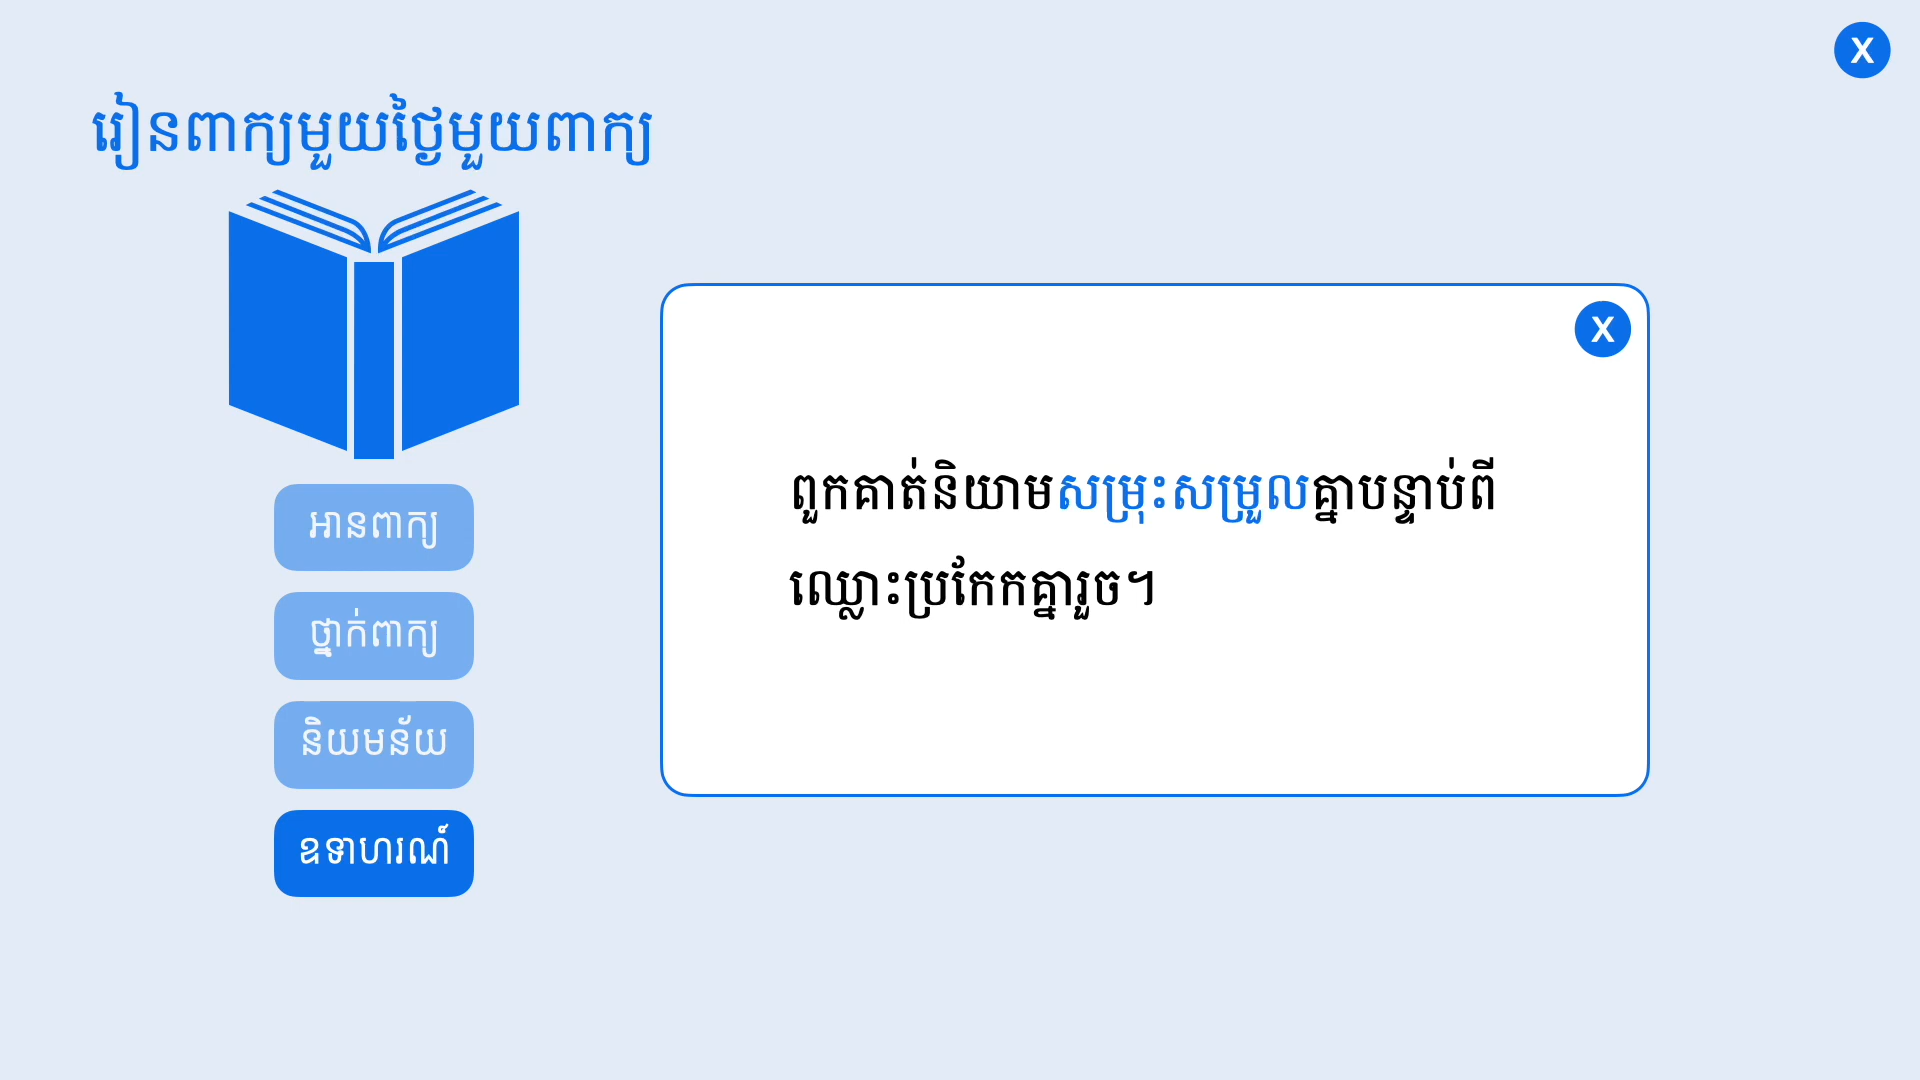 X
រៀនពាក្យមួយថ្ងៃមួយពាក្យ
X
ពួកគាត់និយាមសម្រុះសម្រួលគ្នាបន្ទាប់ពី
ឈ្លោះប្រកែកគ្នារួច។
អានពាក្យ
ថ្នាក់ពាក្យ
និយមន័យ
ឧទាហរណ៍